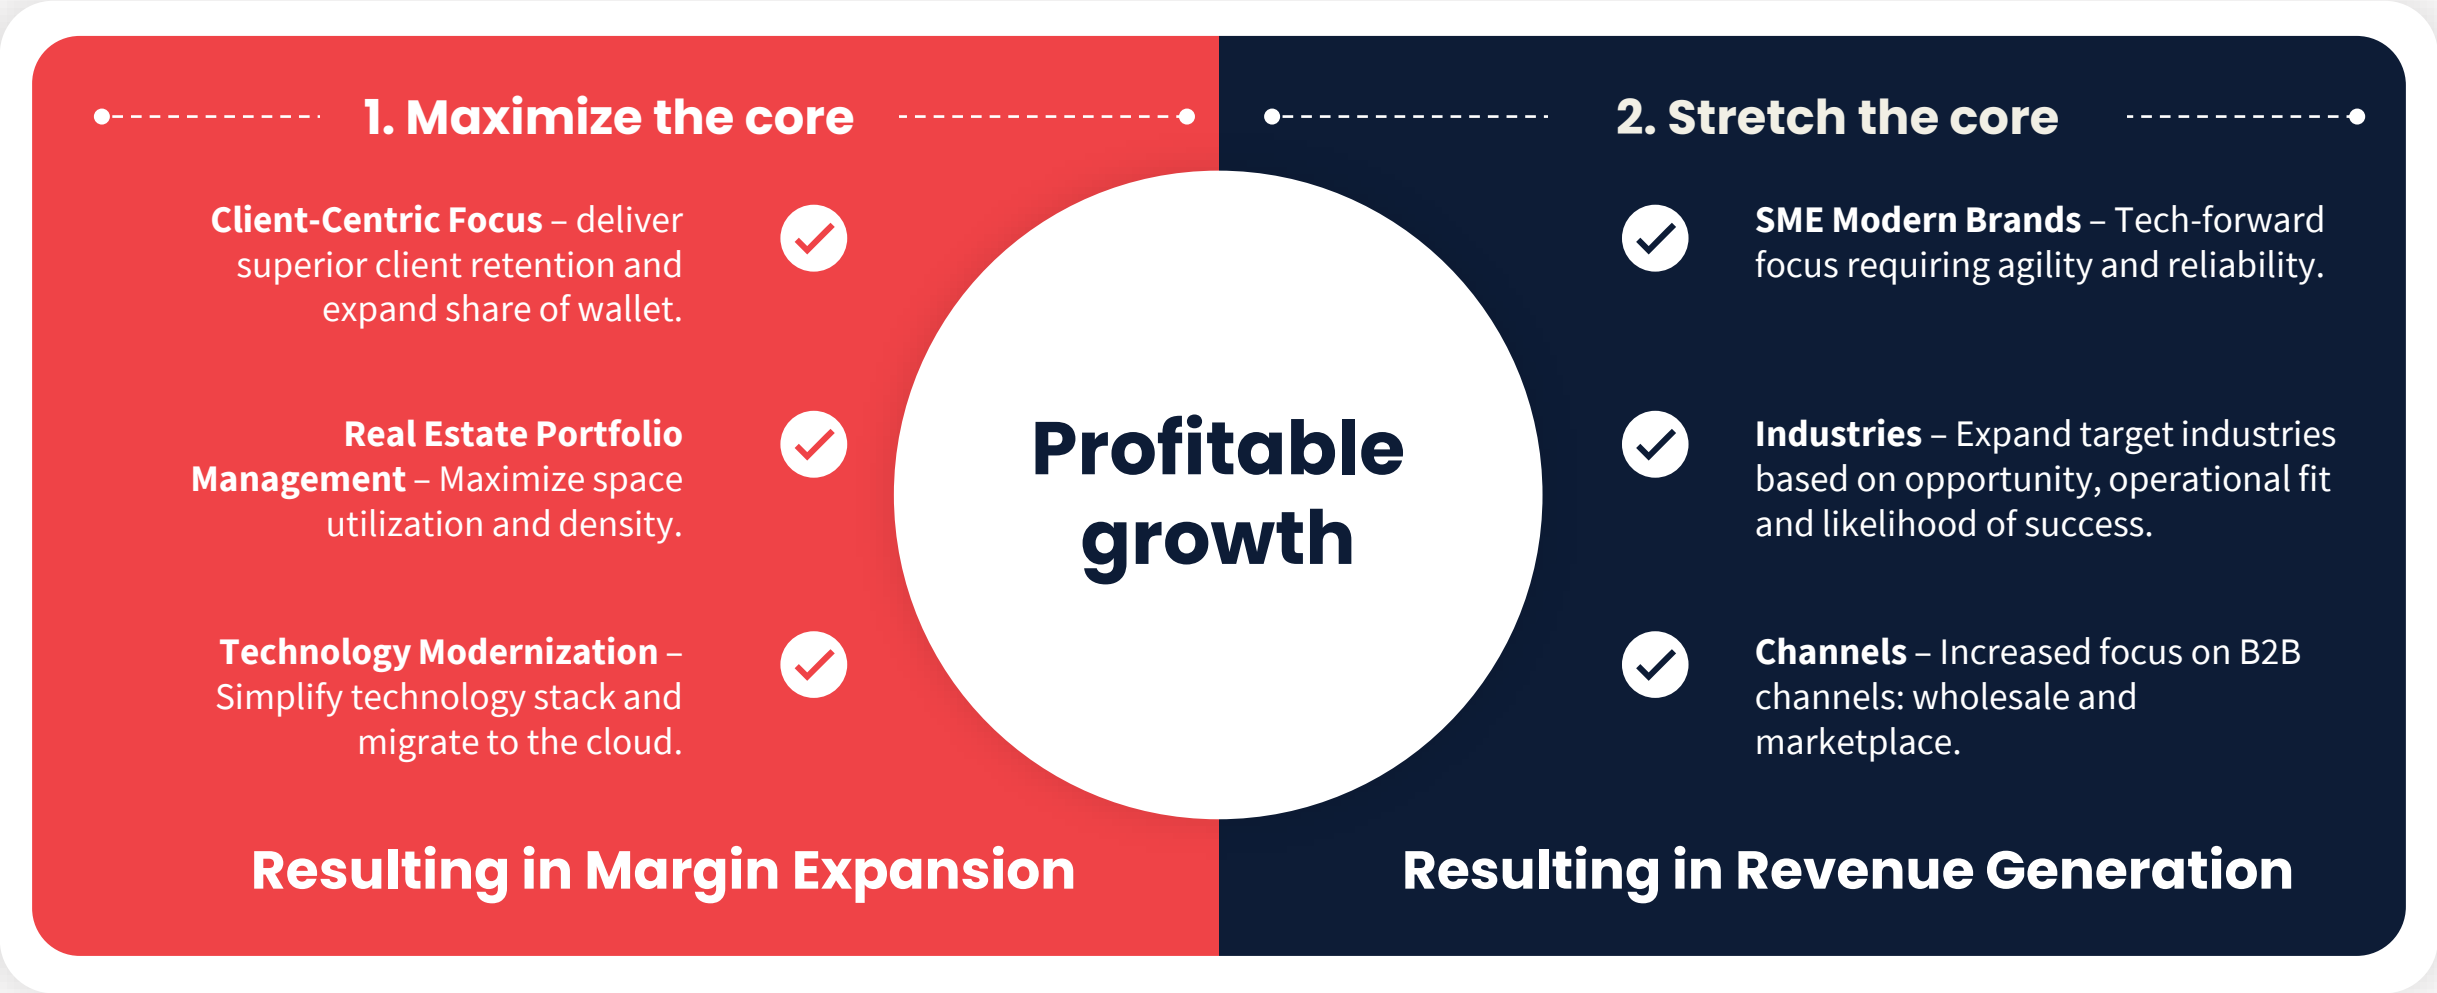 1. Maximize the core
Client-Centric Focus – deliver
superior client retention and
expand share of wallet.
Real Estate Portfolio
Management – Maximize space
utilization and density.
Technology Modernization –
Simplify technology stack and
migrate to the cloud.
Resulting in Margin Expansion
Profitable
growth
2. Stretch the core
SME Modern Brands – Tech-forward
focus requiring agility and reliability.
Industries – Expand target industries
based on opportunity, operational fit
and likelihood of success.
Channels – Increased focus on B2B
channels: wholesale and
marketplace.
Resulting in Revenue Generation